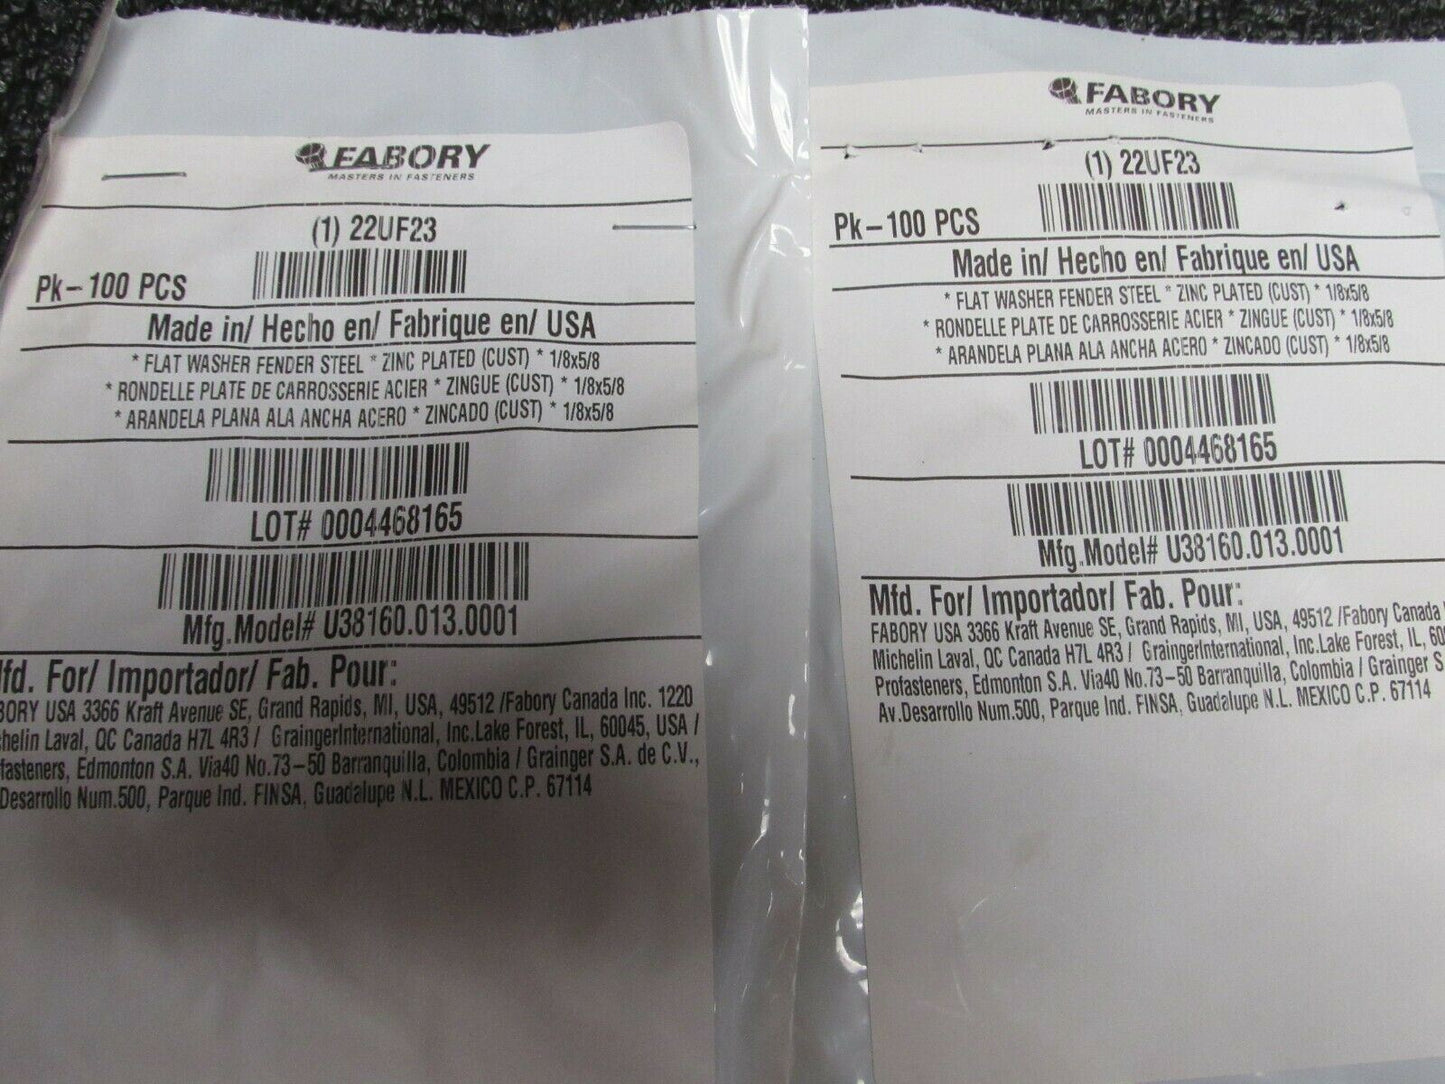 FABORY
MASTERS IN FASTENERS
(1) 22UF23
Pk-100 PCS
Made in/ Hecho en/ Fabrique en/ USA
* FLAT WASHER FENDER STEEL * ZINC PLATED (CUST) * 1/8x5/8
* RONDELLE PLATE DE CARROSSERIE ACIER * ZINGUE (CUST) * 1/8x5/8
* ARANDELA PLANA ALA ANCHA ACERO * ZINCADO (CUST) * 1/8x5/8
LOT# 0004468165
Mfg.Model# U38160.013.0001
fd. For/ Importador/ Fab. Pour:
BORY USA 3366 Kraft Avenue SE, Grand Rapids, MI, USA, 49512 /Fabory Canada Inc. 1220
chelin Laval, QC Canada H7L 4R3 / GraingerInternational, Inc.Lake Forest, IL, 60045, USA /
fasteners, Edmonton S.A. Via40 No.73-50 Barranquilla, Colombia / Grainger S.A. de C.V.,
Desarrollo Num.500, Parque Ind. FINSA, Guadalupe N.L. MEXICO C.P. 67114
FABORY
MASTERS IN FASTENERS
(1) 22UF23
Pk-100 PCS
Made in/ Hecho en/ Fabrique en/ USA
* FLAT WASHER FENDER STEEL * ZINC PLATED (CUST) * 1/8x5/8
* RONDELLE PLATE DE CARROSSERIE ACIER * ZINGUE (CUST) * 1/8x5/8
* ARANDELA PLANA ALA ANCHA ACERO * ZINCADO (CUST) * 1/8x5/8
LOT# 0004468165
Mfg.Model# U38160.013.0001
Mfd. For/ Importador/ Fab. Pour:
FABORY USA 3366 Kraft Avenue SE, Grand Rapids, MI, USA, 49512 /Fabory Canada
Michelin Laval, QC Canada H7L 4R3 / GraingerInternational, Inc.Lake Forest, IL, 60
Profasteners, Edmonton S.A. Via40 No.73-50 Barranquilla, Colombia / Grainger S
Av.Desarrollo Num.500, Parque Ind. FINSA, Guadalupe N.L. MEXICO C.P. 67114